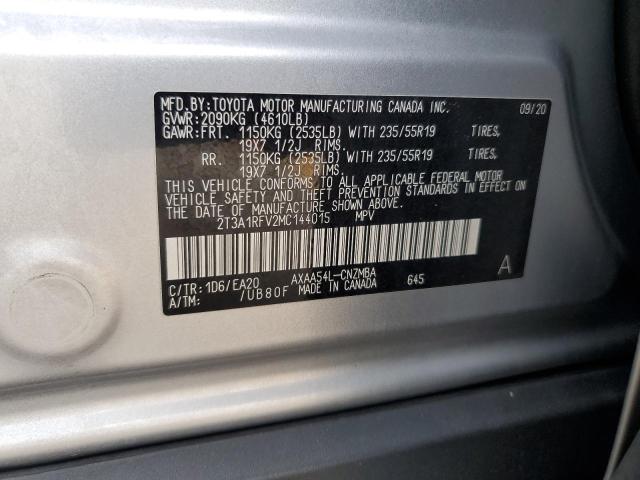 MFD.BY:TOYOTA MOTOR MANUFACTURING CANADA INC. 09/20
GVWR:2090KG (4610LB)
GAWR:FRT. 1150KG (2535LB) WITH 235/55R19 TIRES,
19X7 1/2J RIMS.
RR. 1150KG (2535LB) WITH 235/55R19 TIRES,
19X7 1/2J RIMS.
THIS VEHICLE CONFORMS TO ALL APPLICABLE FEDERAL MOTOR
VEHICLE SAFETY AND THEFT PREVENTION STANDARDS IN EFFECT ON
THE DATE OF MANUFACTURE SHOWN ABOVE.
2T3A1RFV2MC144015 MPV
C/TR:1D6/EA20 AXAA54L-CNZMBA 645 A
A/TM: /UB80F MADE IN CANADA